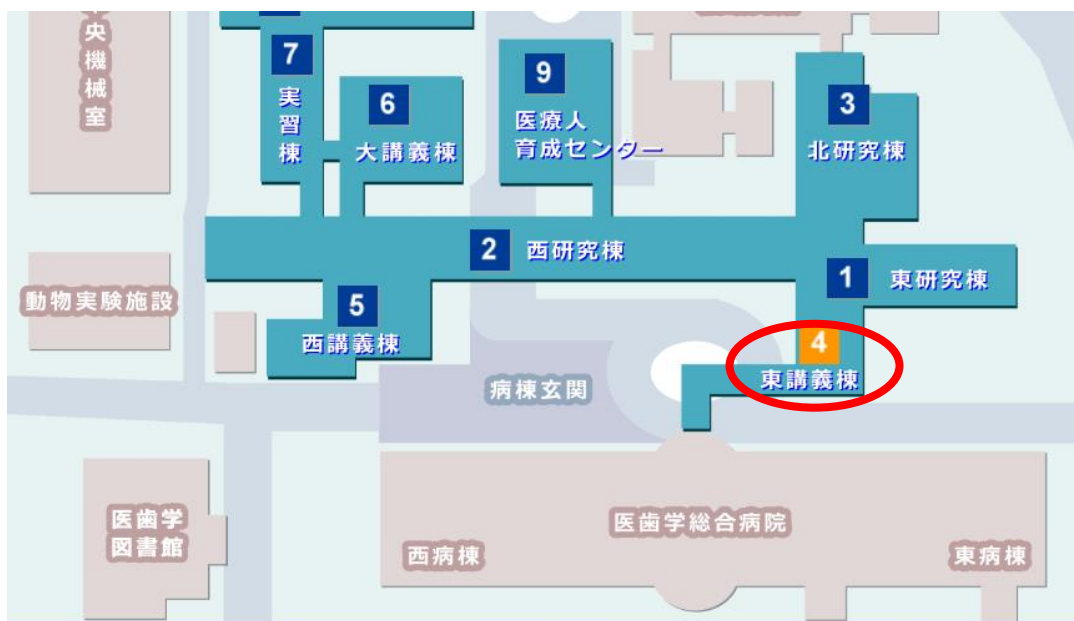 央機械室
7
実習棟
6
大講義棟
9
医療人
育成センター
3
北研究棟
2
西研究棟
1
東研究棟
動物実験施設
5
西講義棟
4
東講義棟
病棟玄関
医歯学
図書館
医歯学総合病院
西病棟
東病棟